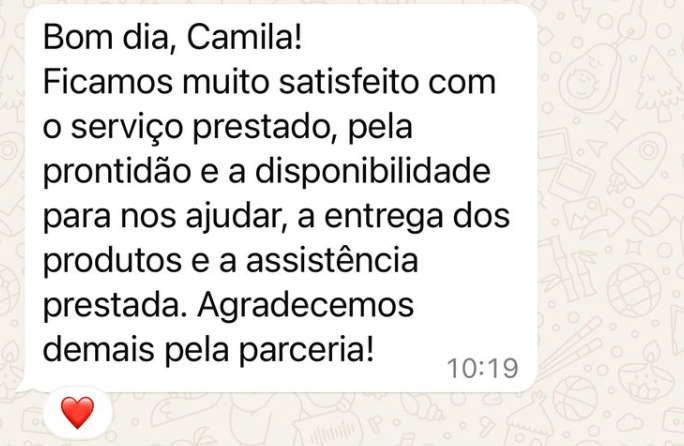 Bom dia, Camila!
Ficamos muito satisfeito com
o serviço prestado, pela
prontidão e a disponibilidade
para nos ajudar, a entrega dos
produtos e a assistência
prestada. Agradecemos
demais pela parceria!
10:19